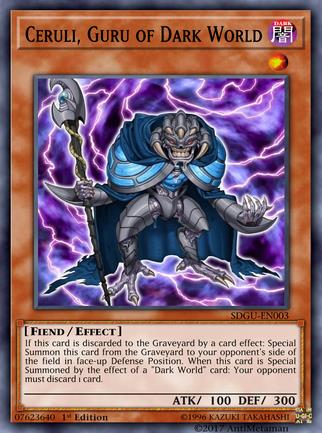 Ceruli, Guru of Dark World
DARK
闇
SDGU-EN003
[Fiend / Effect]
If this card is discarded to the Graveyard by a card effect: Special
Summon this card from the Graveyard to your opponent's side of
the field in face-up Defense Position. When this card is Special
Summoned by the effect of a "Dark World" card: Your opponent
must discard 1 card.
ATK/ 100 DEF/ 300
07623640 1st Edition ©1996 KAZUKI TAKAHASHI
©2017 AntiMetaman